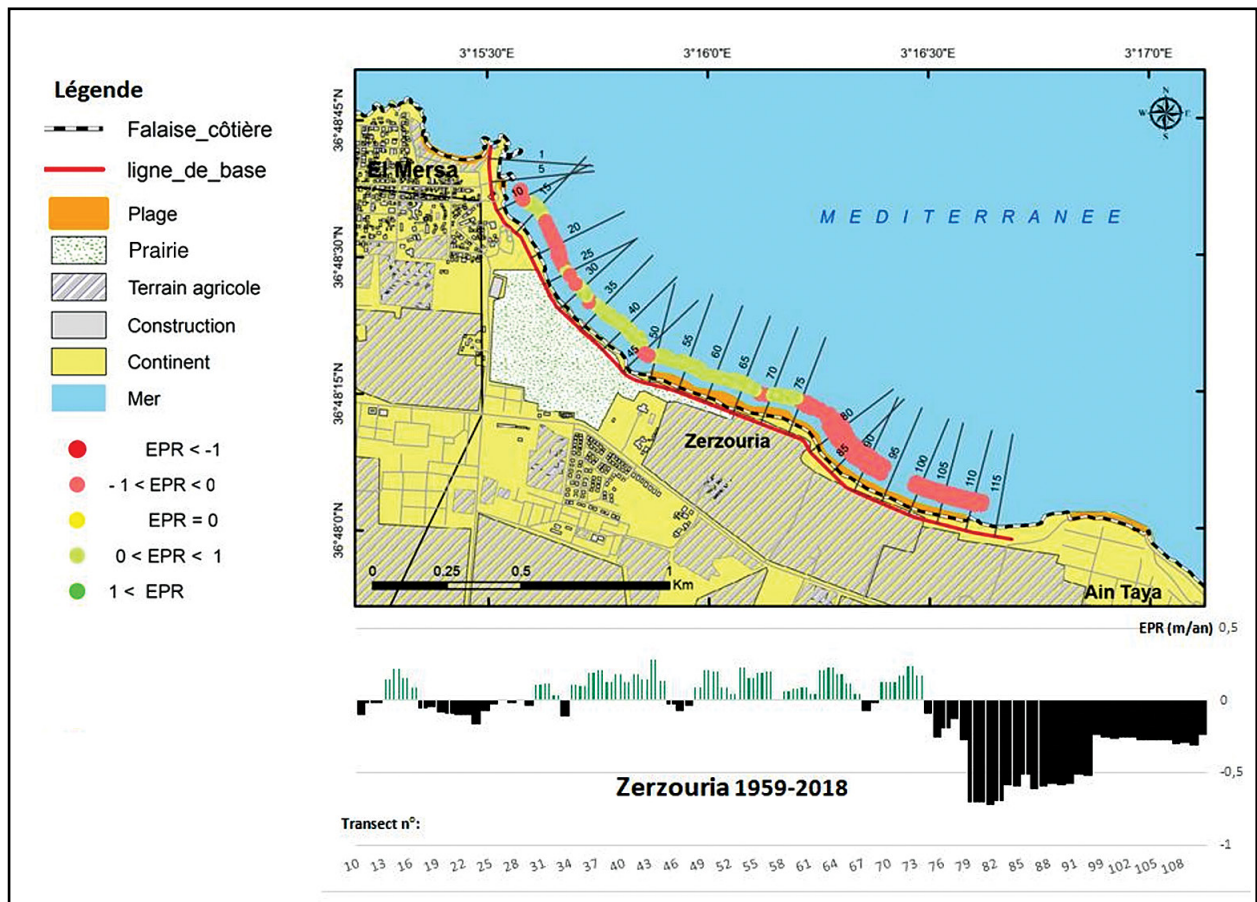 3°15'30"E 3°16'0"E 3°16'30"E 3°17'0"E
Légende
Falaise_côtière
ligne_de_base
Plage
Prairie
Terrain agricole
Construction
Continent
Mer
EPR < -1
- 1 < EPR < 0
EPR = 0
0 < EPR < 1
1 < EPR
36°48'45"N
36°48'30"N
36°48'15"N
36°48'0"N
N
W E
S
El Mersa
MEDITERRANEE
1
5
10
15
20
25
30
35
40
45
50
55
60
65
70
75
80
85
90
95
100
105
110
115
Zerzouria
Ain Taya
0 0.25 0.5 1
Km
EPR (m/an) 0,5
0
-0,5
-1
Zerzouria 1959-2018
Transect n°:
10 13 16 19 22 25 28 31 34 37 40 43 46 49 52 55 58 61 64 67 70 73 76 79 82 85 88 91 99 102 105 108